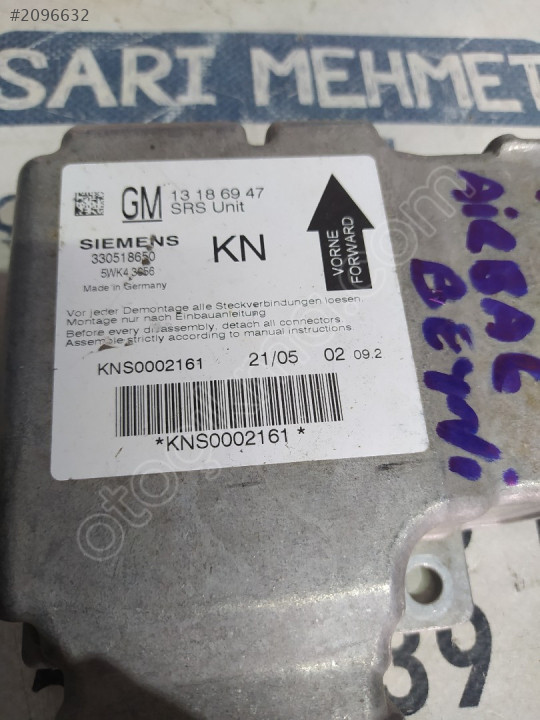 #2096632
SARI MEHMET
GM 13 18 69 47
SRS Unit
SIEMENS KN
330518650
5WK4
Made in Germany
VORNE
FORWARD
Vor jeder Demontage alle Steckverbindungen loesen.
Montage nur nach Einbauanleitung
Before every disassembly, detach all connectors.
Assemble strictly according to manual instructions
KNS0002161 21/05 02 09.2
*KNS0002161*
BEYNİ
39